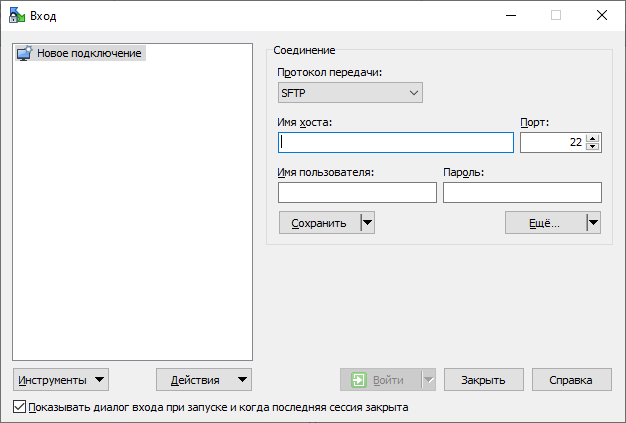 Вход
Новое подключение
Соединение
Протокол передачи:
SFTP
Имя хоста:
Порт:
22
Имя пользователя:
Пароль:
Сохранить
Ещё...
Инструменты
Действия
Войти
Закрыть
Справка
Показывать диалог входа при запуске и когда последняя сессия закрыта